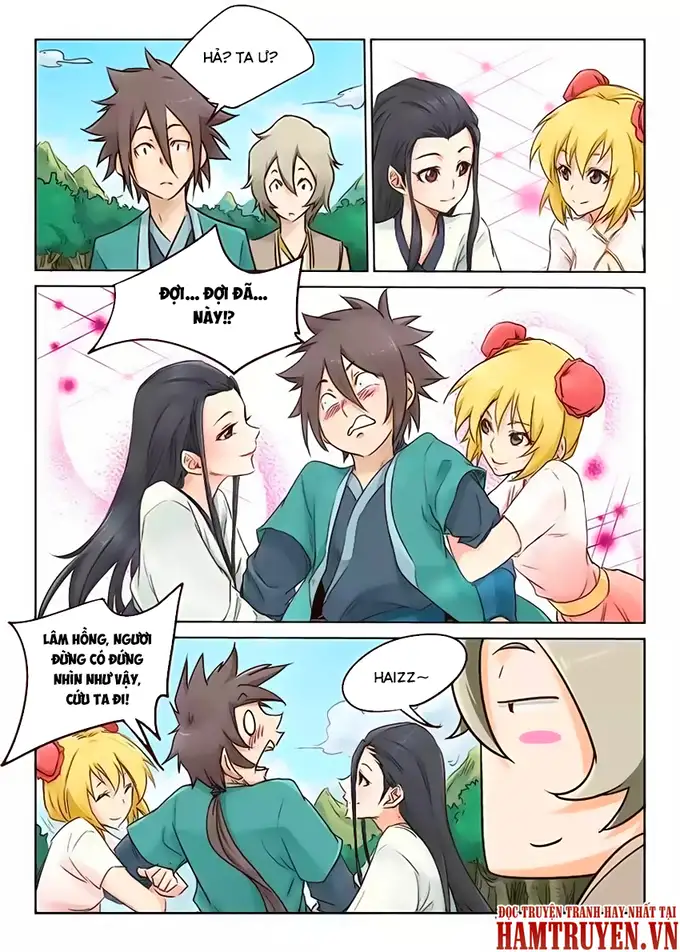 HẢ? TA Ư?
ĐỢI... ĐỢI ĐÃ...
NÀY!?
LÂM HỒNG, NGƯƠI
ĐỪNG CÓ ĐỨNG
NHÌN NHƯ VẬY,
CỨU TA ĐI!
HAIZZ~
ĐỌC TRUYỆN TRANH HAY NHẤT TẠI
HAMTRUYEN.VN